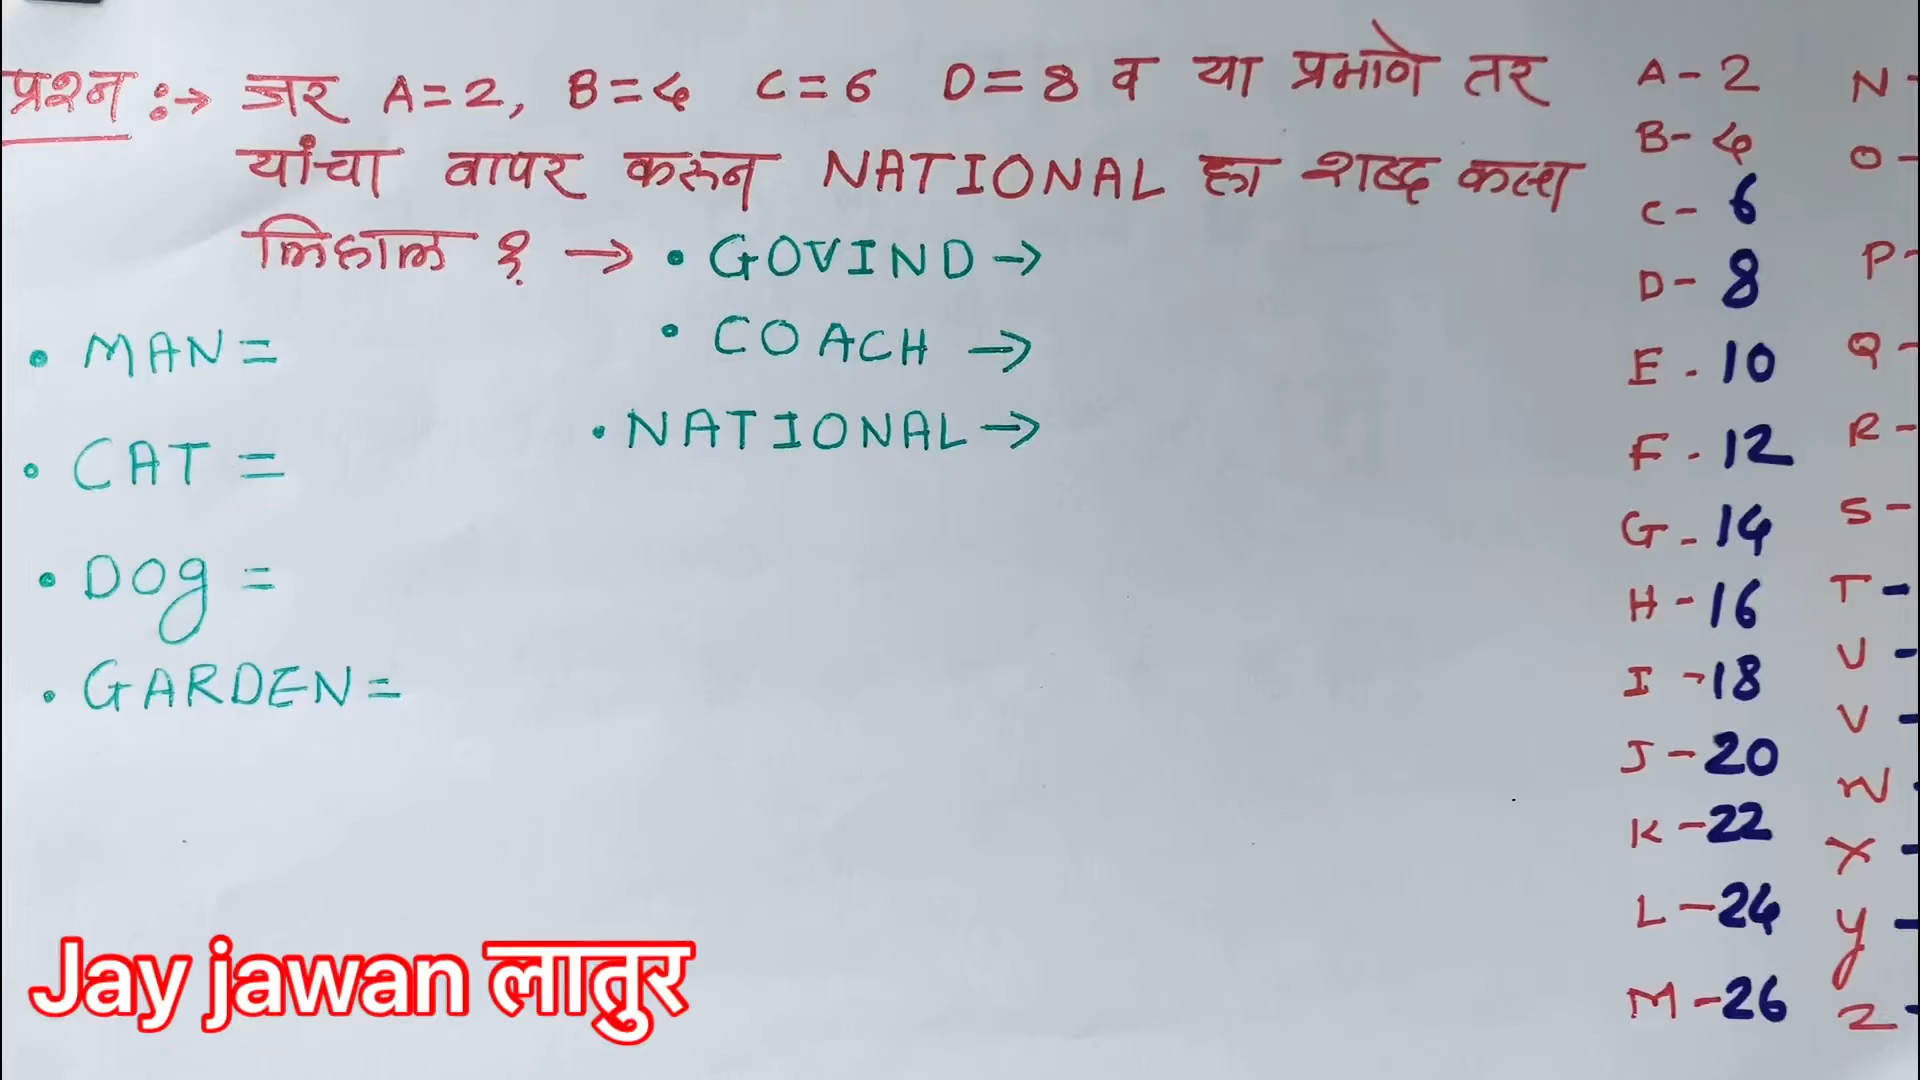 प्रश्न :→ जर A=2, B=4 C=6 D=8 व या प्रमाणे तर
यांचा वापर करून NATIONAL हा शब्द कसा
लिहाल ? →
• GOVIND →
• COACH →
• NATIONAL →
• MAN =
• CAT =
• DOg =
• GARDEN =
A - 2
B - 4
C - 6
D - 8
E - 10
F - 12
G - 14
H - 16
I - 18
J - 20
K - 22
L - 24
M - 26
N -
O -
P -
Q -
R -
S -
T -
U -
V -
W -
X -
Y -
Z -
Jay jawan लातुर